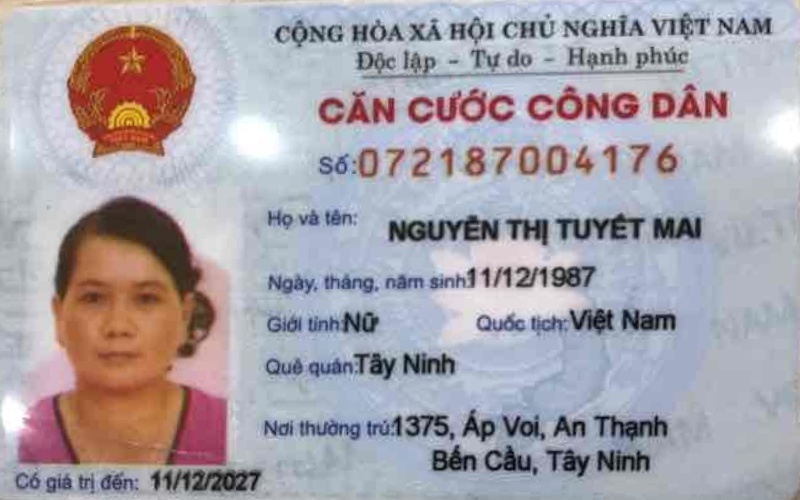 CỘNG HÒA XÃ HỘI CHỦ NGHĨA VIỆT NAM
Độc lập - Tự do - Hạnh phúc
CĂN CƯỚC CÔNG DÂN
Số:072187004176
Họ và tên: NGUYỄN THỊ TUYẾT MAI
Ngày, tháng, năm sinh:11/12/1987
Giới tính:Nữ Quốc tịch:Việt Nam
Quê quán:Tây Ninh
Nơi thường trú:1375, Áp Voi, An Thạnh
Bến Cầu, Tây Ninh
Có giá trị đến: 11/12/2027